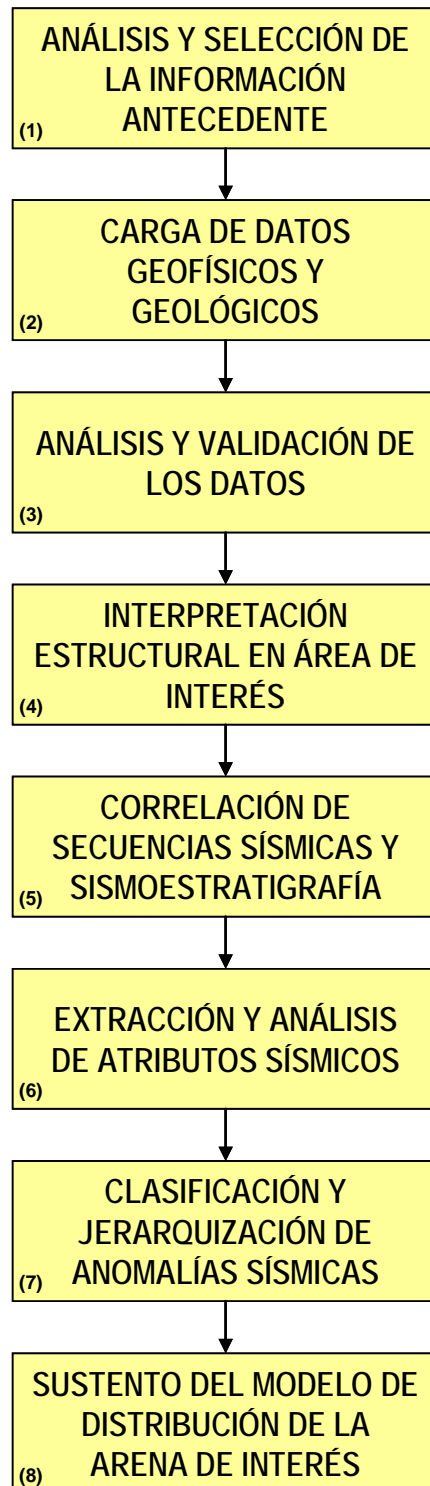 ANÁLISIS Y SELECCIÓN DE
LA INFORMACIÓN
ANTECEDENTE
(1)
CARGA DE DATOS
GEOFÍSICOS Y
GEOLÓGICOS
(2)
ANÁLISIS Y VALIDACIÓN DE
LOS DATOS
(3)
INTERPRETACIÓN
ESTRUCTURAL EN ÁREA DE
INTERÉS
(4)
CORRELACIÓN DE
SECUENCIAS SÍSMICAS Y
SISMOESTRATIGRAFÍA
(5)
EXTRACCIÓN Y ANÁLISIS
DE ATRIBUTOS SÍSMICOS
(6)
CLASIFICACIÓN Y
JERARQUIZACIÓN DE
ANOMALÍAS SÍSMICAS
(7)
SUSTENTO DEL MODELO DE
DISTRIBUCIÓN DE LA
ARENA DE INTERÉS
(8)